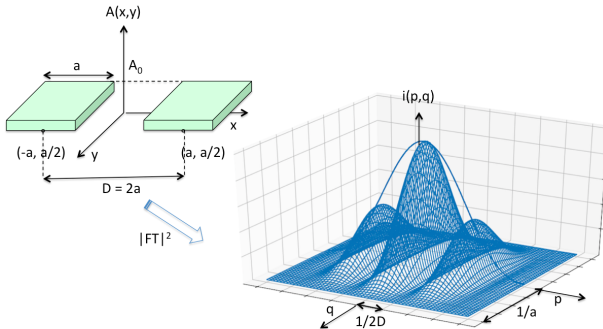 A(x,y)
a
A₀
x
(-a, a/2)
y
(a, a/2)
D = 2a
|FT|²
i(p,q)
q
1/2D
1/a
p